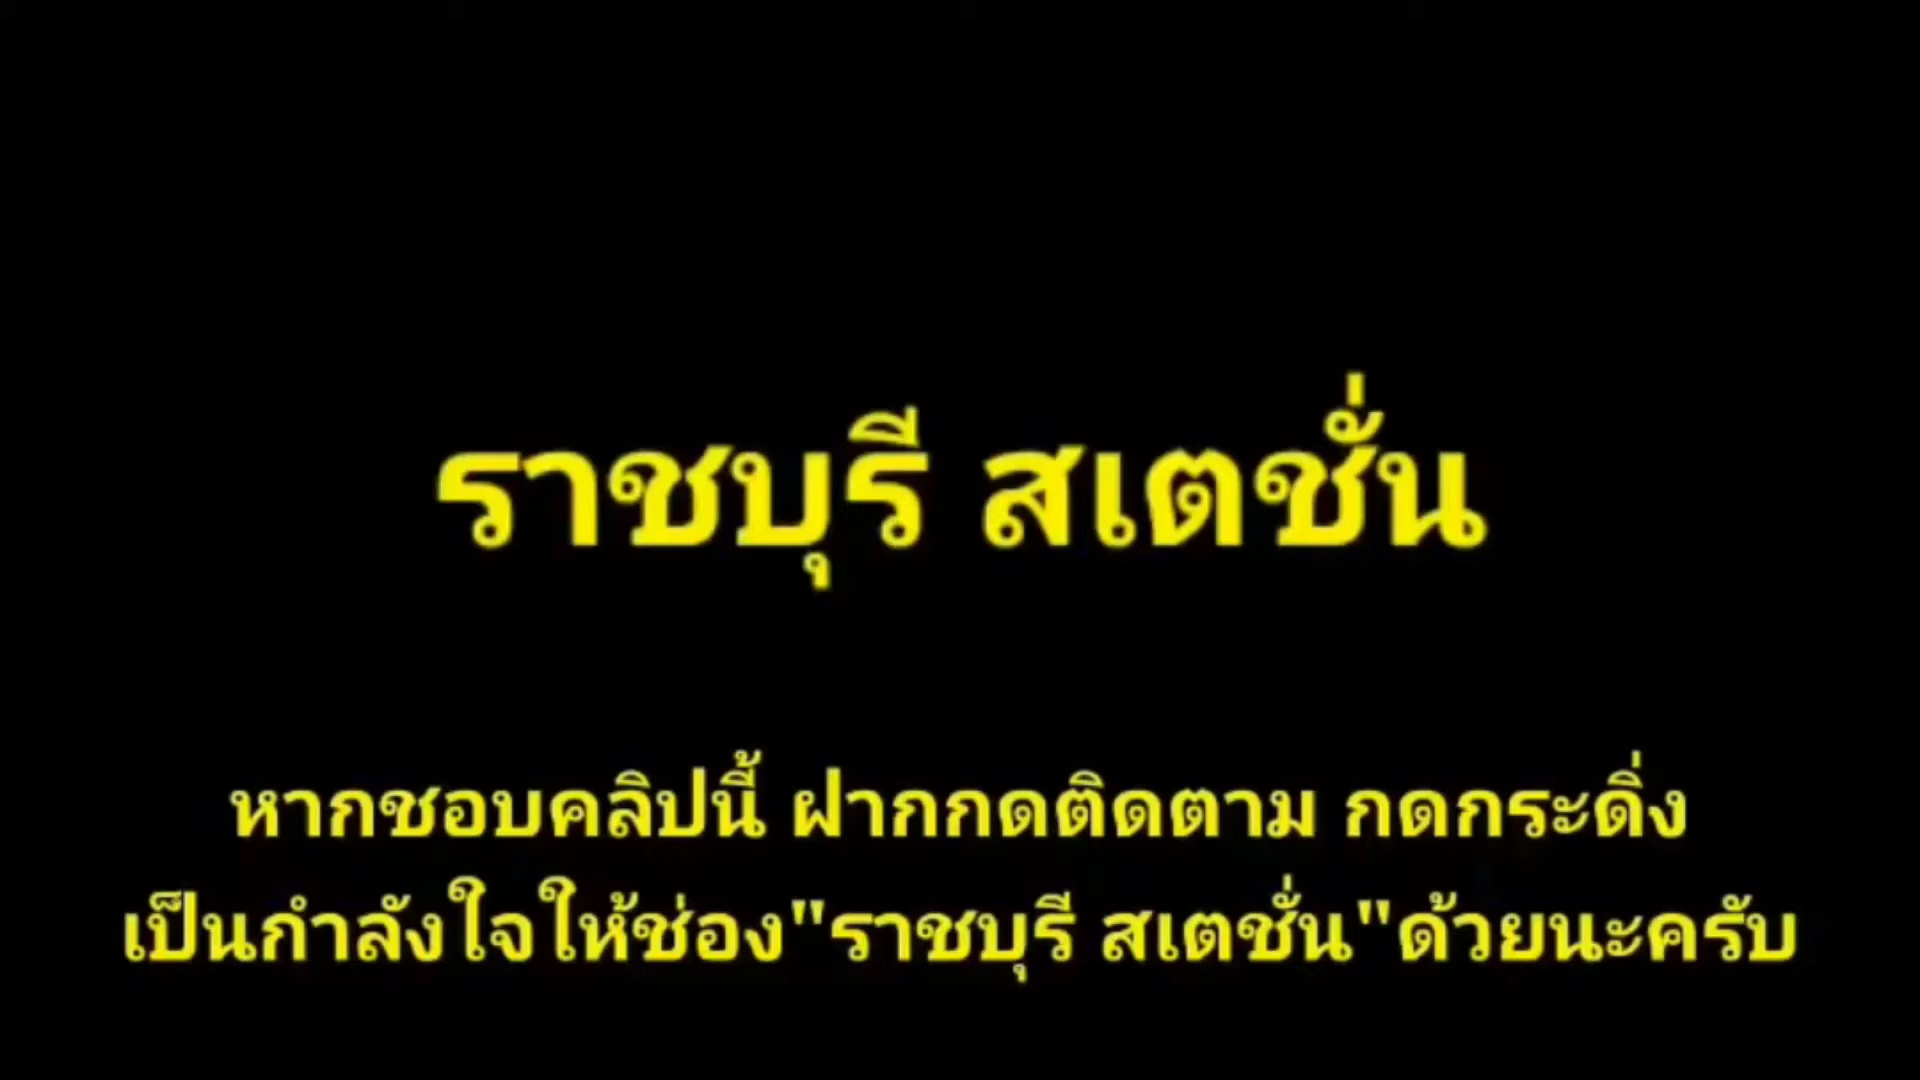 ราชบุรี สเตชั่น
หากชอบคลิปนี้ ฝากกดติดตาม กดกระดิ่ง
เป็นกำลังใจให้ช่อง"ราชบุรี สเตชั่น"ด้วยนะครับ